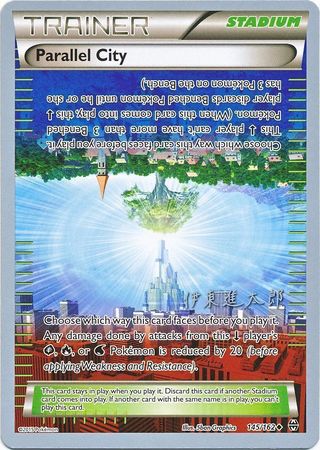 TRAINER
STADIUM
Parallel City
Choose which way this card faces before you play it.
This ↓ player can't have more than 3 Benched
Pokémon. (When this card comes into play, this ↓
player discards Benched Pokémon until he or she
has 3 Pokémon on the Bench.)
伊東進太郎
Choose which way this card faces before you play it.
Any damage done by attacks from this ↓ player's
, , or Pokémon is reduced by 20 (before
applying Weakness and Resistance).
This card stays in play when you play it. Discard this card if another Stadium
card comes into play. If another card with the same name is in play, you can't
play this card.
©2015 Pokémon
Illus. 5ban Graphics
145/162